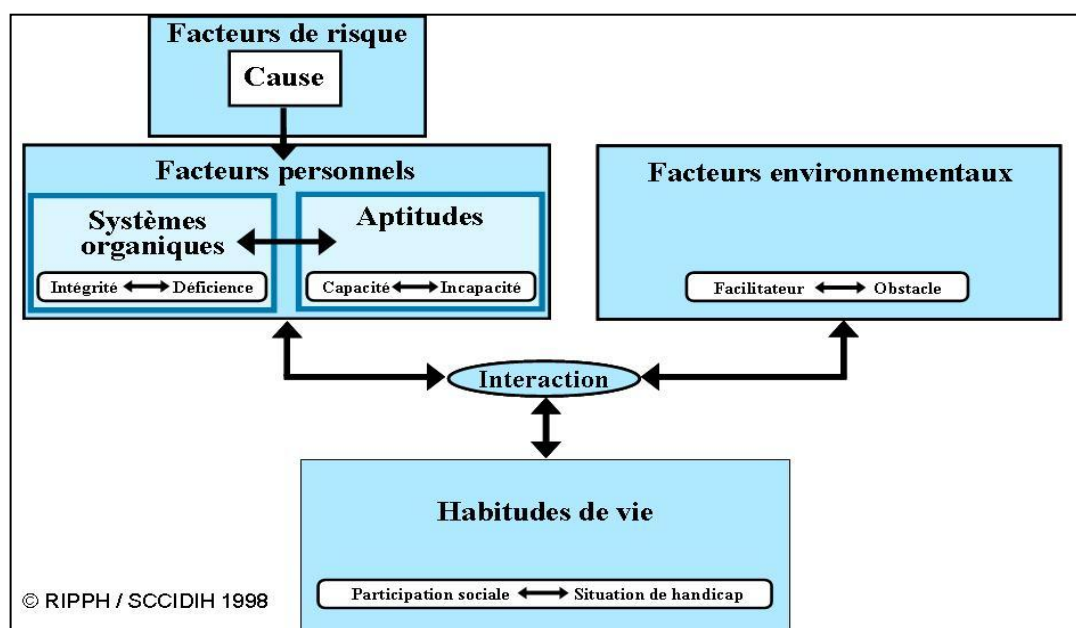 Facteurs de risque
Cause
Facteurs personnels
Systèmes
organiques
Intégrité Déficience
Aptitudes
Capacité Incapacité
Facteurs environnementaux
Facilitateur Obstacle
Interaction
Habitudes de vie
Participation sociale Situation de handicap
© RIPPH / SCCIDIH 1998